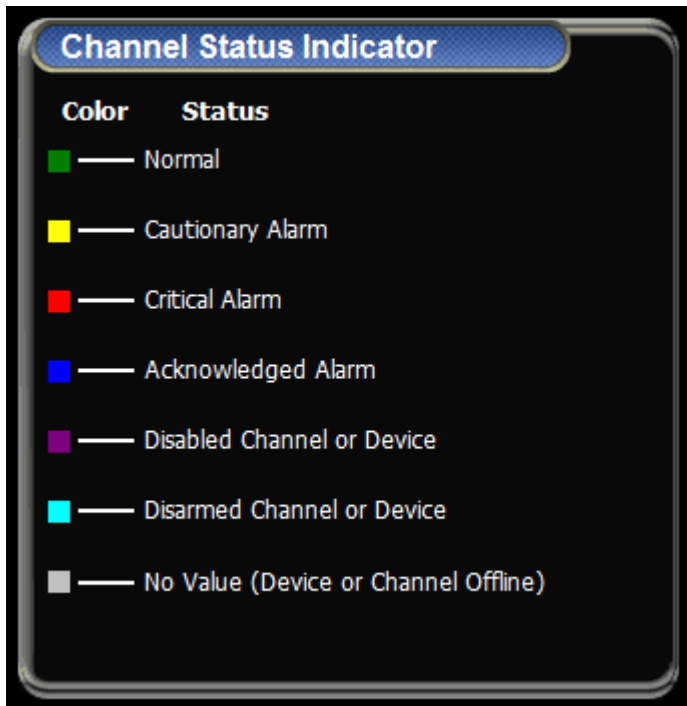 Channel Status Indicator
Color Status
Normal
Cautionary Alarm
Critical Alarm
Acknowledged Alarm
Disabled Channel or Device
Disarmed Channel or Device
No Value (Device or Channel Offline)